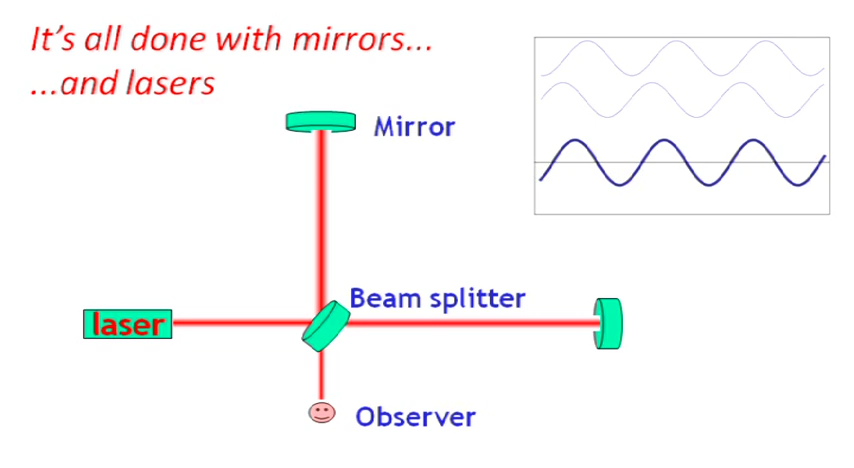 It's all done with mirrors...
...and lasers
Mirror
Beam splitter
laser
Observer